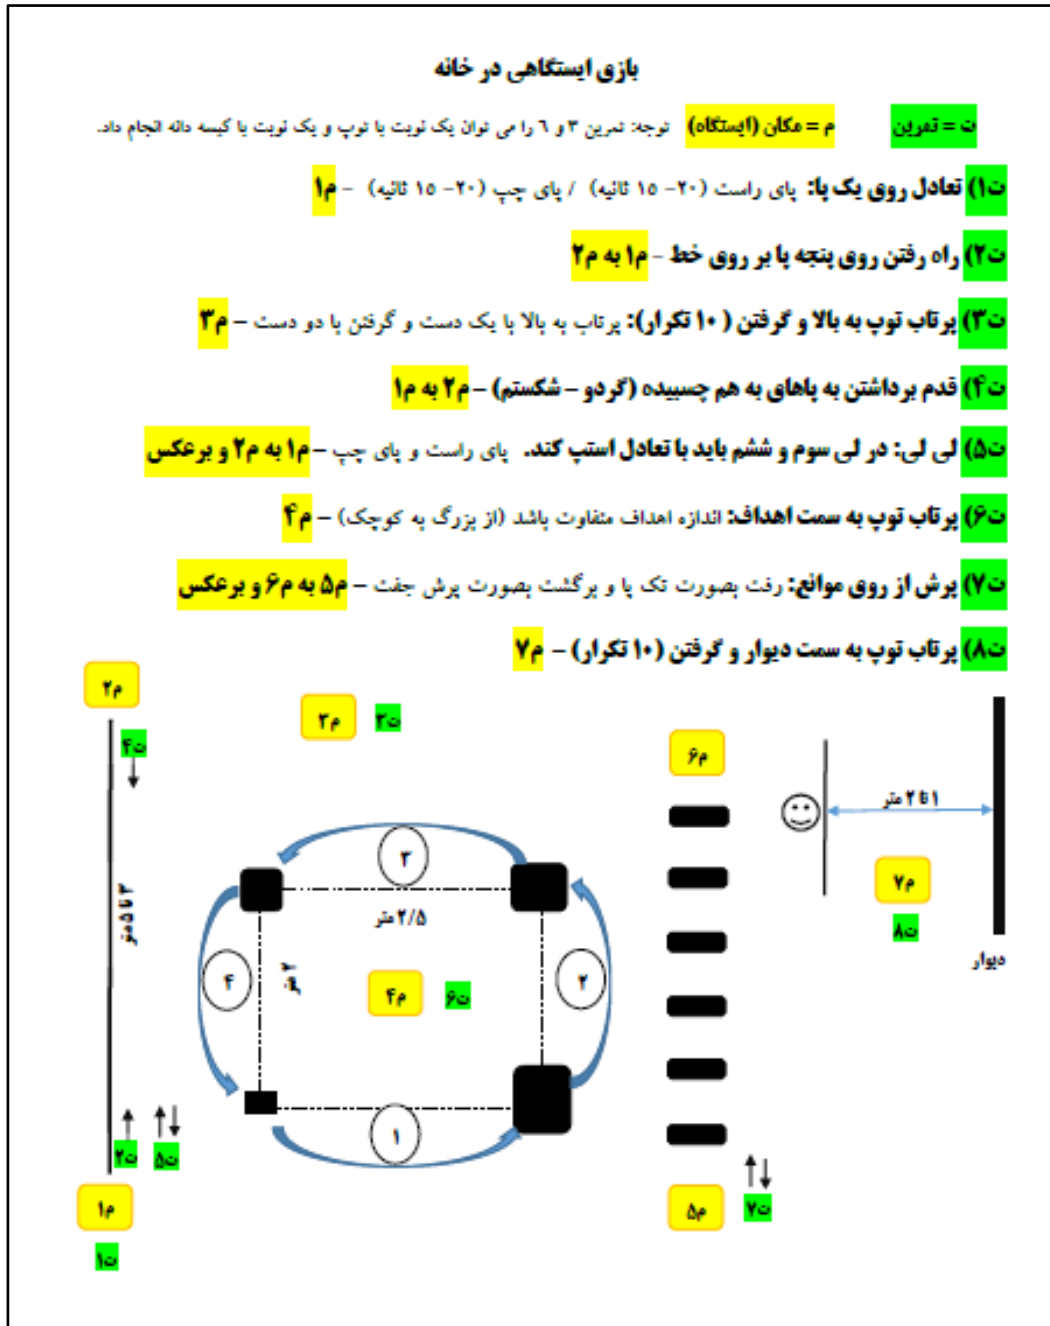 بازی ایستگاهی در خانه
ت = تمرین م = مکان (ایستگاه) توجه: تمرین ۳ و ٦ را می توان یک نوبت با توپ و یک نوبت با کیسه دانه انجام داد.
ت۱) تعادل روی یک پا: پای راست (۲۰- ۱۵ ثانیه) / پای چپ (۲۰- ۱۵ ثانیه) - م۱
ت۲) راه رفتن روی پنجه پا بر روی خط - م۱ به م۲
ت۳) پرتاب توپ به بالا و گرفتن ( ۱۰ تکرار): پرتاب به بالا با یک دست و گرفتن با دو دست – م۳
ت۴) قدم برداشتن به پاهای به هم چسبیده (گردو – شکستم) – م۲ به م۱
ت۵) لی لی: در لی سوم و ششم باید با تعادل استپ کند. پای راست و پای چپ – م۱ به م۲ و برعکس
ت۶) پرتاب توپ به سمت اهداف: اندازه اهداف متفاوت باشد (از بزرگ به کوچک) – م۴
ت۷) پرش از روی موانع: رفت بصورت تک پا و برگشت بصورت پرش جفت – م۵ به م۶ و برعکس
ت۸) پرتاب توپ به سمت دیوار و گرفتن (۱۰ تکرار) – م۷
م۲
م۳ ت۳
ت۴
م۶
۱ تا ۲ متر
۳
م۷
۳ تا ۵ متر
۲/۵ متر
ت۸
دیوار
۲ متر
۴
م۴ ت۶
۲
۱
ت۲ ت۵
م۱
م۵ ت۷
ت۱